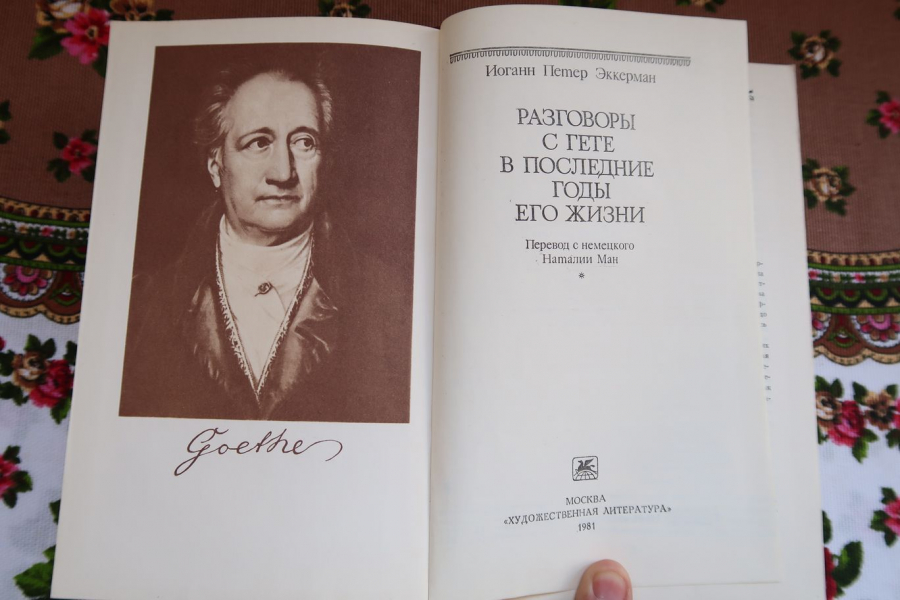 Goethe
Иоганн Петер Эккерман
РАЗГОВОРЫ
С ГЕТЕ
В ПОСЛЕДНИЕ
ГОДЫ
ЕГО ЖИЗНИ
Перевод с немецкого
Наталии Ман
*
МОСКВА
«ХУДОЖЕСТВЕННАЯ ЛИТЕРАТУРА»
1981